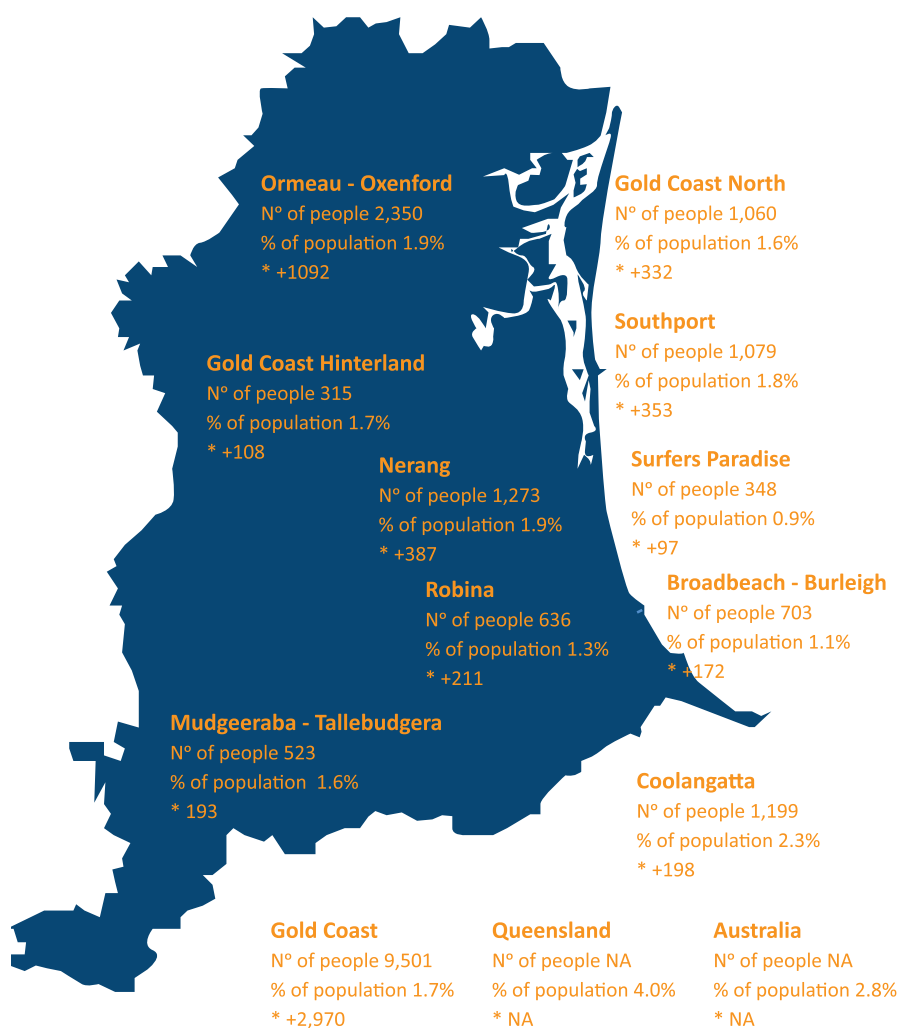 Ormeau - Oxenford
Nº of people 2,350
% of population 1.9%
* +1092
Gold Coast North
Nº of people 1,060
% of population 1.6%
* +332
Southport
Nº of people 1,079
% of population 1.8%
* +353
Gold Coast Hinterland
Nº of people 315
% of population 1.7%
* +108
Nerang
Nº of people 1,273
% of population 1.9%
* +387
Surfers Paradise
Nº of people 348
% of population 0.9%
* +97
Robina
Nº of people 636
% of population 1.3%
* +211
Broadbeach - Burleigh
Nº of people 703
% of population 1.1%
* +172
Mudgeeraba - Tallebudgera
Nº of people 523
% of population  1.6%
* 193
Coolangatta
Nº of people 1,199
% of population 2.3%
* +198
Gold Coast
Nº of people 9,501
% of population 1.7%
* +2,970
Queensland
Nº of people NA
% of population 4.0%
* NA
Australia
Nº of people NA
% of population 2.8%
* NA